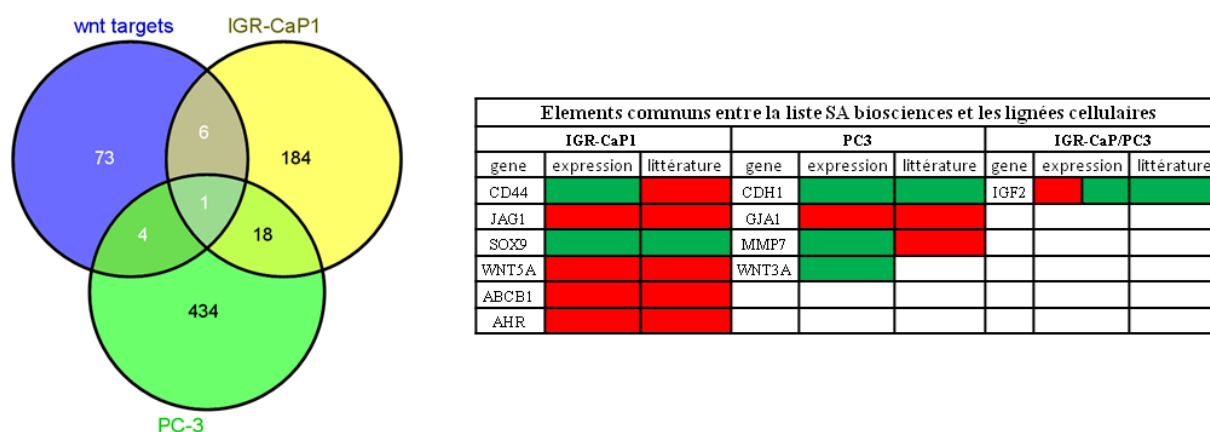 wnt targets IGR-CaP1
6
73 184
1
4 18
434
PC-3
Elements communs entre la liste SA biosciences et les lignées cellulaires
IGR-CaP1 PC3 IGR-CaP/PC3
gene expression littérature gene expression littérature gene expression littérature
CD44 CDH1 IGF2
JAG1 GJA1
SOX9 MMP7
WNT5A WNT3A
ABCB1
AHR